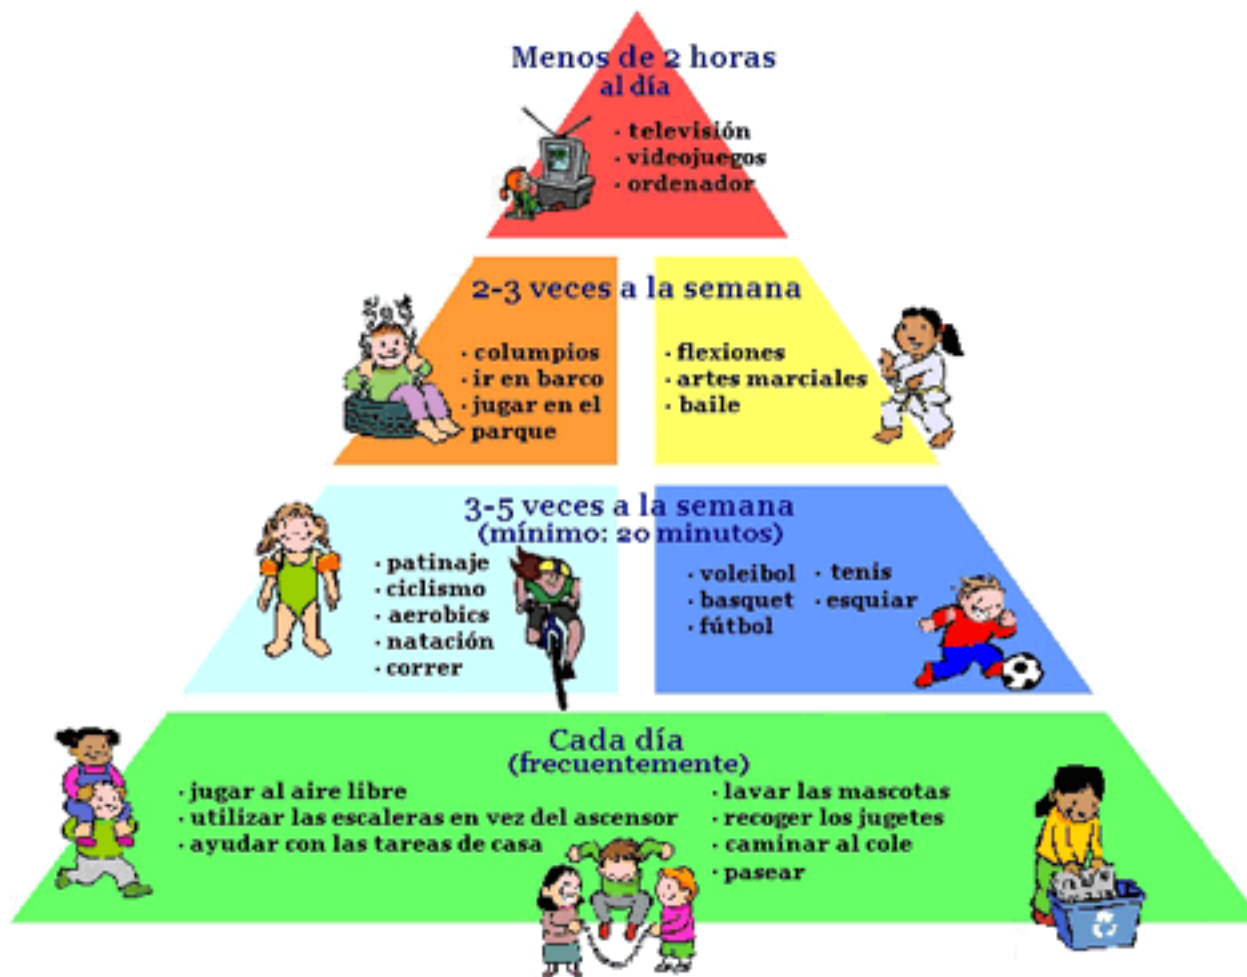 Menos de 2 horas
al día
· televisión
· videojuegos
· ordenador
2-3 veces a la semana
· columpios
· ir en barco
· jugar en el
parque
· flexiones
· artes marciales
· baile
3-5 veces a la semana
(mínimo: 20 minutos)
· patinaje
· ciclismo
· aerobics
· natación
· correr
· voleibol · tenis
· basquet · esquiar
· fútbol
Cada día
(frecuentemente)
· jugar al aire libre
· utilizar las escaleras en vez del ascensor
· ayudar con las tareas de casa
· lavar las mascotas
· recoger los jugetes
· caminar al cole
· pasear